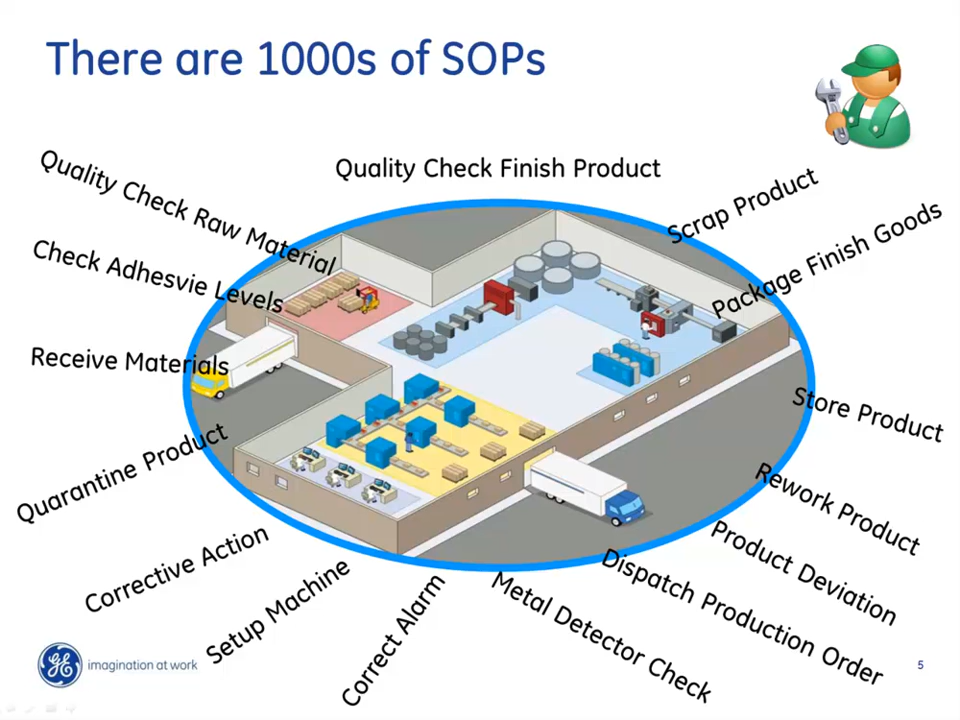 There are 1000s of SOPs
Quality Check Finish Product
Quality Check Raw Material
Scrap Product
Package Finish Goods
Check Adhesvie Levels
Receive Materials
Store Product
Quarantine Product
Rework Product
Corrective Action
Product Deviation
Setup Machine
Correct Alarm
Metal Detector Check
Dispatch Production Order
GE
imagination at work
5